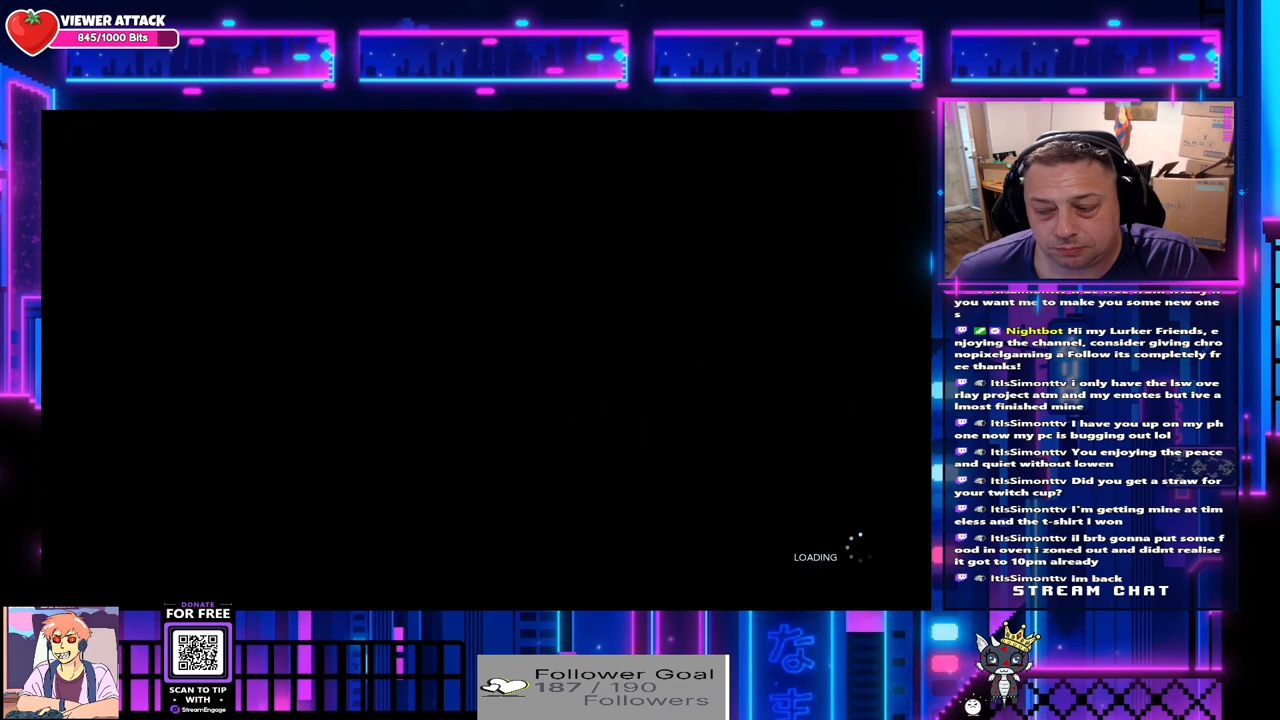 VIEWER ATTACK
845/1000 Bits
you want me to make you some new one
s
Nightbot Hi my Lurker Friends, e
njoying the channel, consider giving chro
nopixelgaming a Follow its completely fr
ee thanks!
ItIsSimonttv i only have the lsw ove
rlay project atm and my emotes but ive a
lmost finished mine
ItIsSimonttv I have you up on my ph
one now my pc is bugging out lol
ItIsSimonttv You enjoying the peace
and quiet without lowen
ItIsSimonttv Did you get a straw for
your twitch cup?
ItIsSimonttv I'm getting mine at tim
eless and the t-shirt I won
ItIsSimonttv il brb gonna put some f
ood in oven i zoned out and didnt realise
it got to 10pm already
ItIsSimonttv im back
STREAM CHAT
LOADING
DONATE
FOR FREE
SCAN TO TIP
WITH
StreamEngage
Follower Goal
187 / 190
Followers
なま